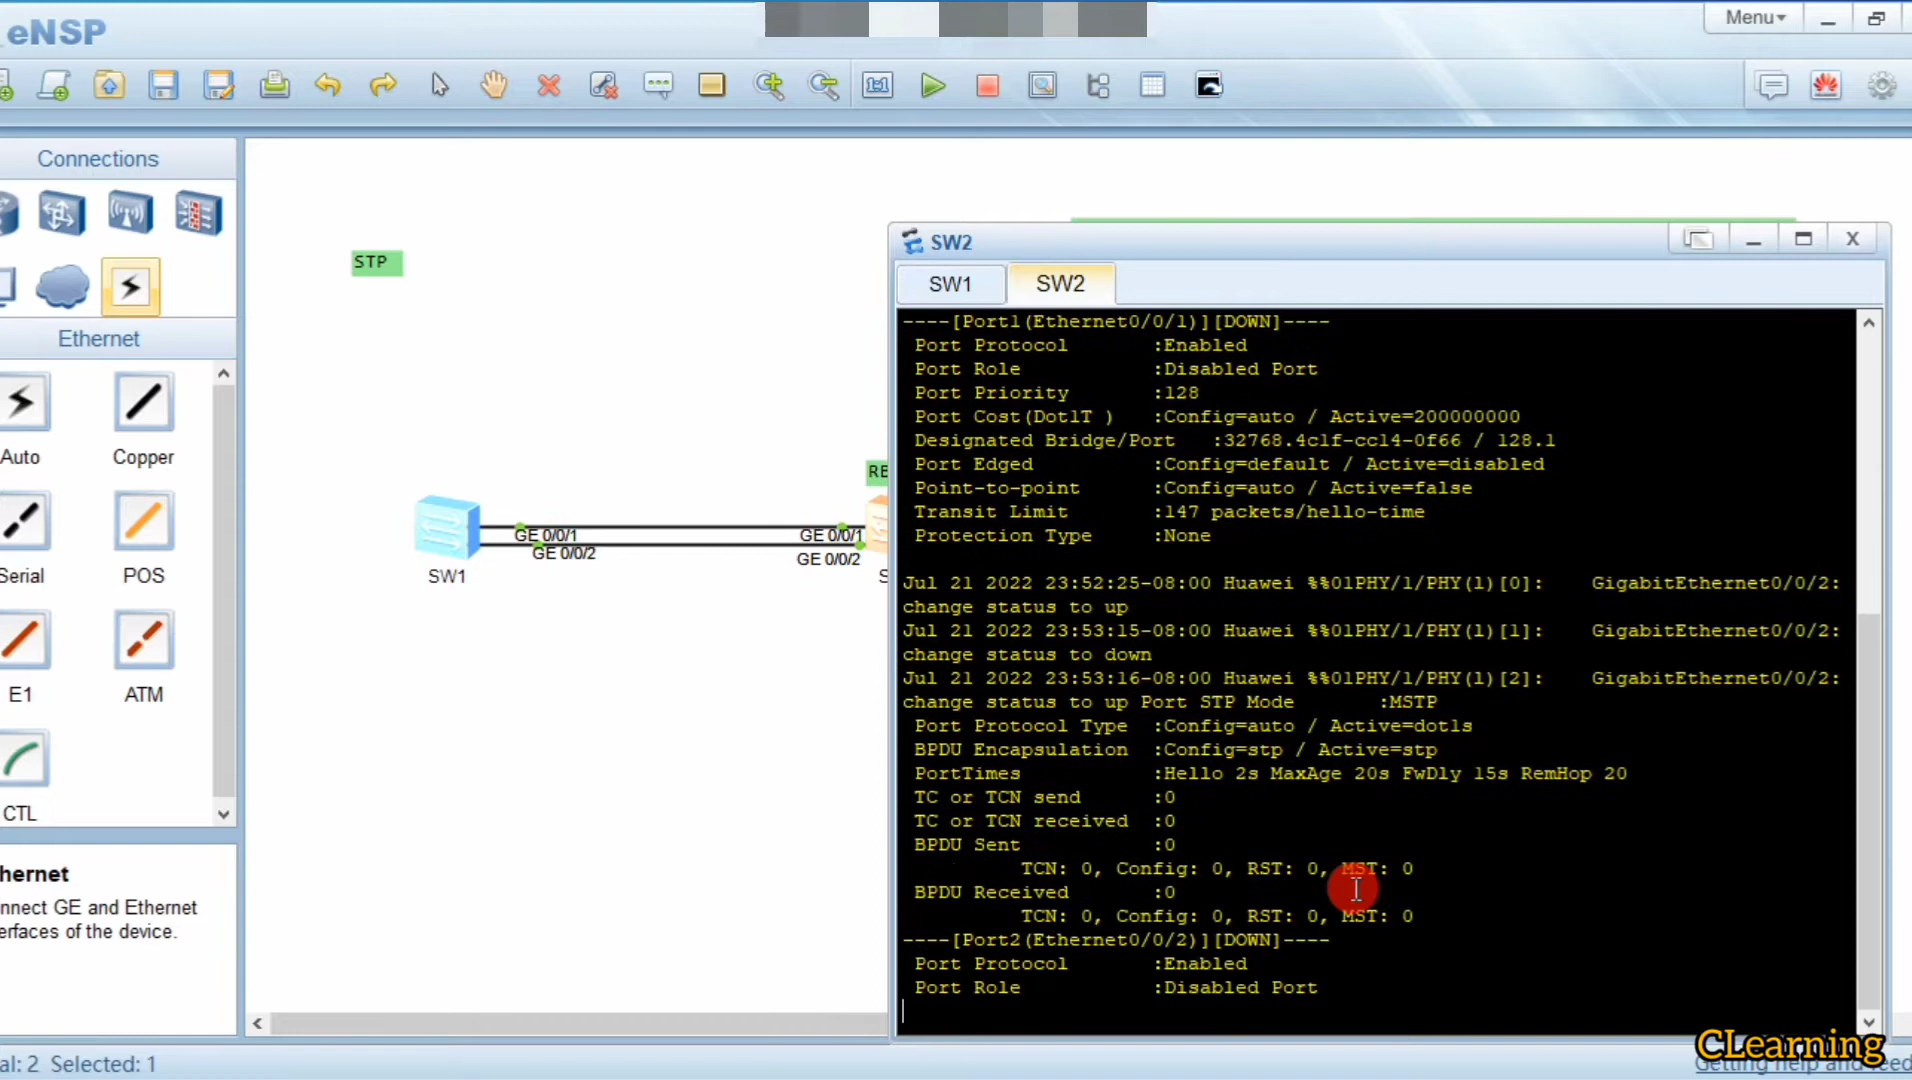 eNSP
Menu
Connections
STP
Ethernet
Auto
Copper
Serial
POS
E1
ATM
CTL
hernet
nnect GE and Ethernet
erfaces of the device.
al: 2 Selected: 1
RE
GE 0/0/1
GE 0/0/2
GE 0/0/1
GE 0/0/2
SW1
S
SW2
SW1
SW2
----[Port1(Ethernet0/0/1)][DOWN]----
Port Protocol :Enabled
Port Role :Disabled Port
Port Priority :128
Port Cost(Dot1T ) :Config=auto / Active=200000000
Designated Bridge/Port :32768.4c1f-cc14-0f66 / 128.1
Port Edged :Config=default / Active=disabled
Point-to-point :Config=auto / Active=false
Transit Limit :147 packets/hello-time
Protection Type :None
Jul 21 2022 23:52:25-08:00 Huawei %%01PHY/1/PHY(l)[0]: GigabitEthernet0/0/2:
change status to up
Jul 21 2022 23:53:15-08:00 Huawei %%01PHY/1/PHY(l)[1]: GigabitEthernet0/0/2:
change status to down
Jul 21 2022 23:53:16-08:00 Huawei %%01PHY/1/PHY(l)[2]: GigabitEthernet0/0/2:
change status to up Port STP Mode :MSTP
Port Protocol Type :Config=auto / Active=dot1s
BPDU Encapsulation :Config=stp / Active=stp
PortTimes :Hello 2s MaxAge 20s FwDly 15s RemHop 20
TC or TCN send :0
TC or TCN received :0
BPDU Sent :0
TCN: 0, Config: 0, RST: 0, MST: 0
BPDU Received :0
TCN: 0, Config: 0, RST: 0, MST: 0
----[Port2(Ethernet0/0/2)][DOWN]----
Port Protocol :Enabled
Port Role :Disabled Port
CLearning
Getting help and feed